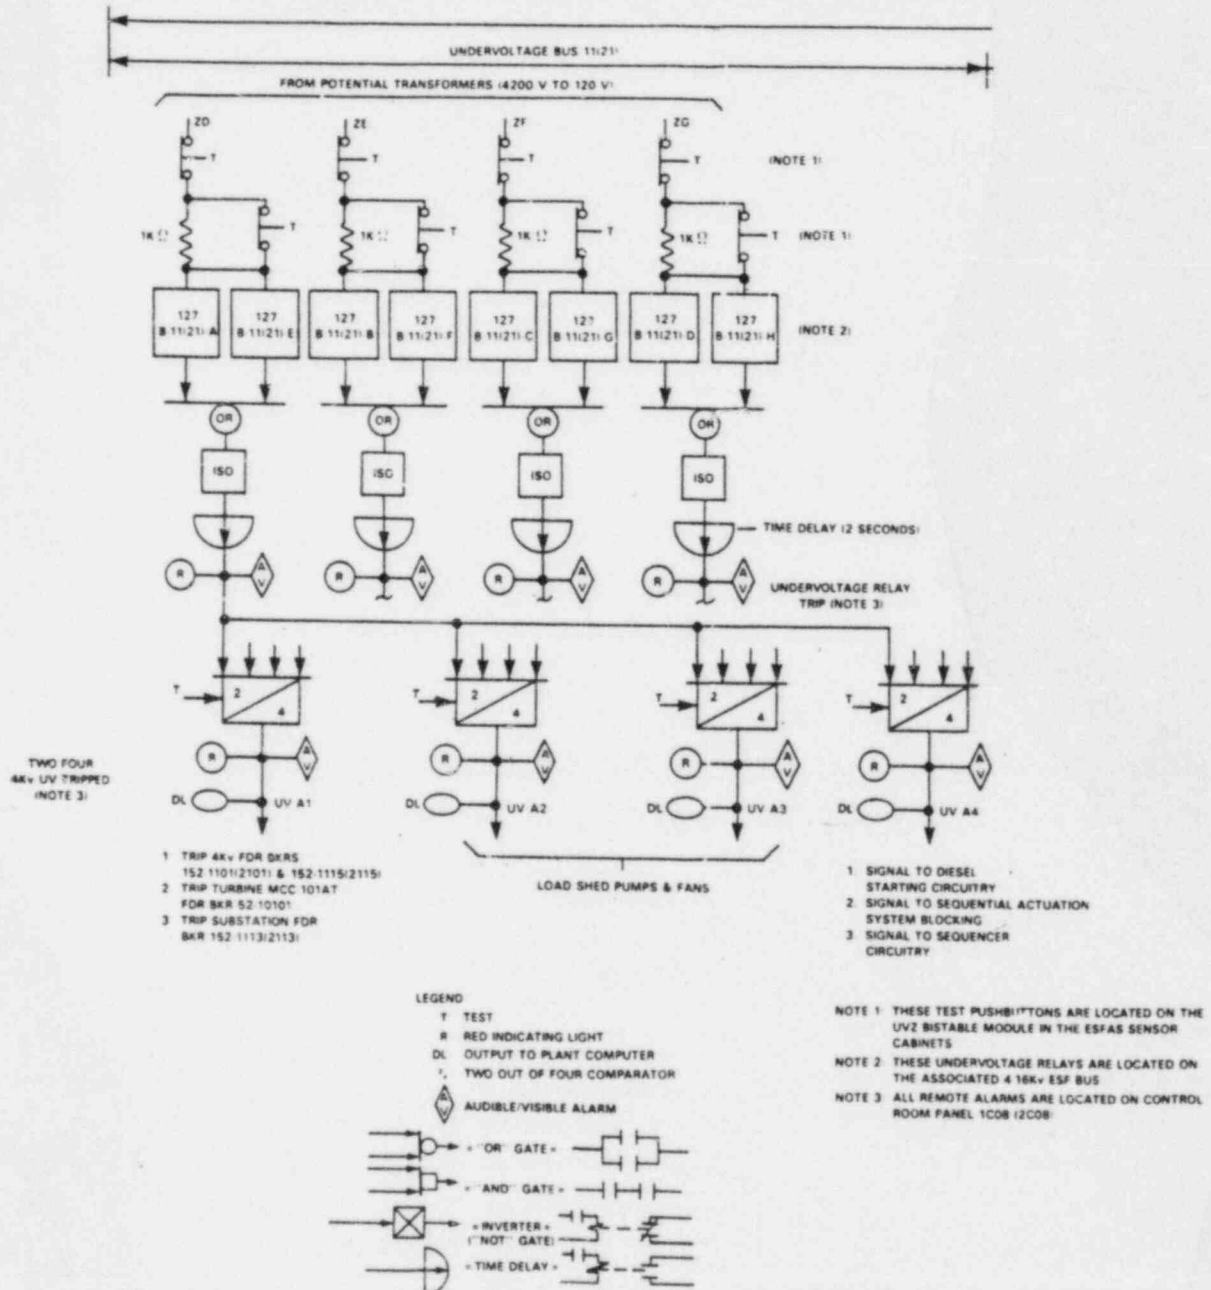 UNDERVOLTAGE BUS 11(21)
FROM POTENTIAL TRANSFORMERS (4200 V TO 120 V)
ZD
ZE
ZF
ZG
T
T
T
T
(NOTE 1)
1K Ω
T
1K Ω
T
1K Ω
T
1K Ω
T
(NOTE 1)
127
B 11(21) A
127
B 11(21) E
127
B 11(21) B
127
B 11(21) F
127
B 11(21) C
127
B 11(21) G
127
B 11(21) D
127
B 11(21) H
(NOTE 2)
OR
OR
OR
OR
ISO
ISO
ISO
ISO
TIME DELAY (2 SECONDS)
R
A
V
R
A
V
R
A
V
R
A
V
UNDERVOLTAGE RELAY
TRIP (NOTE 3)
T
2
4
T
2
4
T
2
4
T
2
4
TWO FOUR
4Kv UV TRIPPED
(NOTE 3)
R
A
V
R
A
V
R
A
V
R
A
V
DL
UV A1
DL
UV A2
DL
UV A3
DL
UV A4
1 TRIP 4Kv FOR BKRS
152-1101(2101) & 152-1115(2115)
2 TRIP TURBINE MCC 101AT
FOR BKR 52-10101
3 TRIP SUBSTATION FOR
BKR 152-1113(2113)
LOAD SHED PUMPS & FANS
1. SIGNAL TO DIESEL
STARTING CIRCUITRY
2. SIGNAL TO SEQUENTIAL ACTUATION
SYSTEM BLOCKING
3. SIGNAL TO SEQUENCER
CIRCUITRY
LEGEND
T TEST
R RED INDICATING LIGHT
DL OUTPUT TO PLANT COMPUTER
TWO OUT OF FOUR COMPARATOR
A
V
AUDIBLE/VISIBLE ALARM
= "OR" GATE =
= "AND" GATE =
= INVERTER =
("NOT" GATE)
= TIME DELAY =
NOTE 1: THESE TEST PUSHBUTTONS ARE LOCATED ON THE
UVZ BISTABLE MODULE IN THE ESFAS SENSOR
CABINETS
NOTE 2: THESE UNDERVOLTAGE RELAYS ARE LOCATED ON
THE ASSOCIATED 4.16Kv ESF BUS
NOTE 3: ALL REMOTE ALARMS ARE LOCATED ON CONTROL
ROOM PANEL 1C08 (2C08)